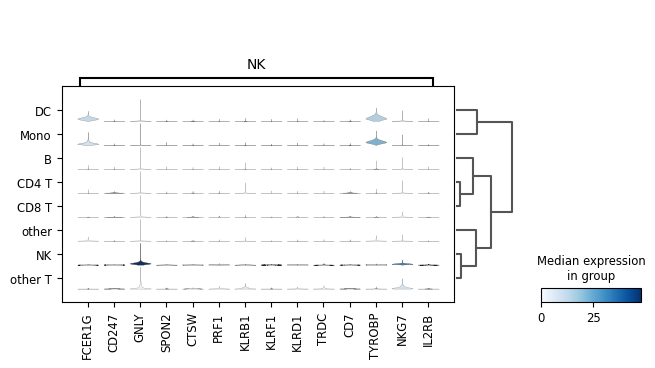 NK
DC
Mono
B
CD4 T
CD8 T
other
NK
other T
FCER1G
CD247
GNLY
SPON2
CTSW
PRF1
KLRB1
KLRF1
KLRD1
TRDC
CD7
TYROBP
NKG7
IL2RB
Median expression
in group
0 25